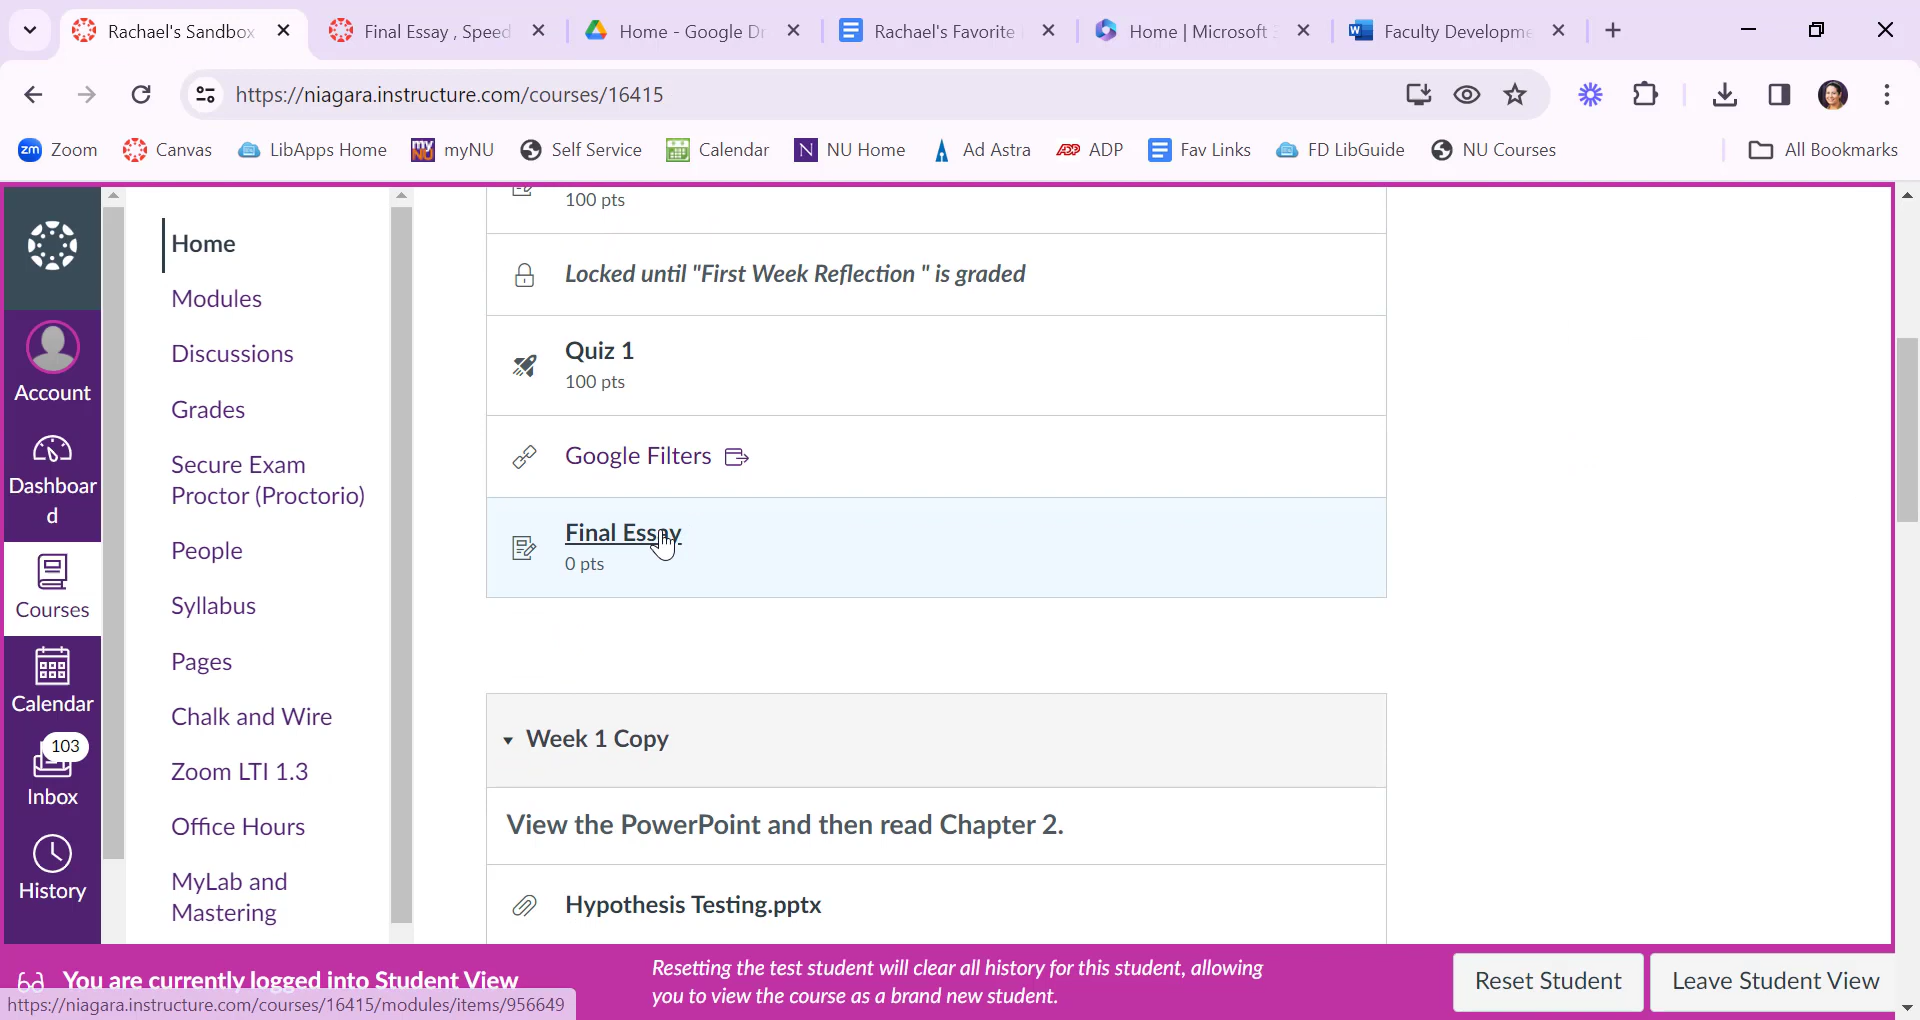 Rachael's Sandbox
Final Essay , Speed
Home - Google Dr
Rachael's Favorite
Home | Microsoft
Faculty Developme
https://niagara.instructure.com/courses/16415
zm Zoom
Canvas
LibApps Home
my NU myNU
Self Service
Calendar
N NU Home
Ad Astra
ADP ADP
Fav Links
FD LibGuide
NU Courses
All Bookmarks
Account
Dashboar
d
Courses
Calendar
103
Inbox
History
Home
Modules
Discussions
Grades
Secure Exam
Proctor (Proctorio)
People
Syllabus
Pages
Chalk and Wire
Zoom LTI 1.3
Office Hours
MyLab and
Mastering
100 pts
Locked until "First Week Reflection " is graded
Quiz 1
100 pts
Google Filters
Final Essay
0 pts
Week 1 Copy
View the PowerPoint and then read Chapter 2.
Hypothesis Testing.pptx
You are currently logged into Student View
Resetting the test student will clear all history for this student, allowing
you to view the course as a brand new student.
Reset Student
Leave Student View
https://niagara.instructure.com/courses/16415/modules/items/956649